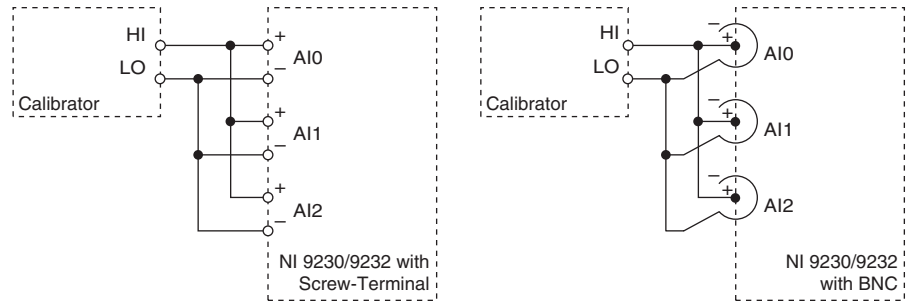 HI
LO
Calibrator
+
AI0
–
+
AI1
–
+
AI2
–
NI 9230/9232 with
Screw-Terminal
HI
LO
Calibrator
–
+
AI0
–
+
AI1
–
+
AI2
NI 9230/9232
with BNC